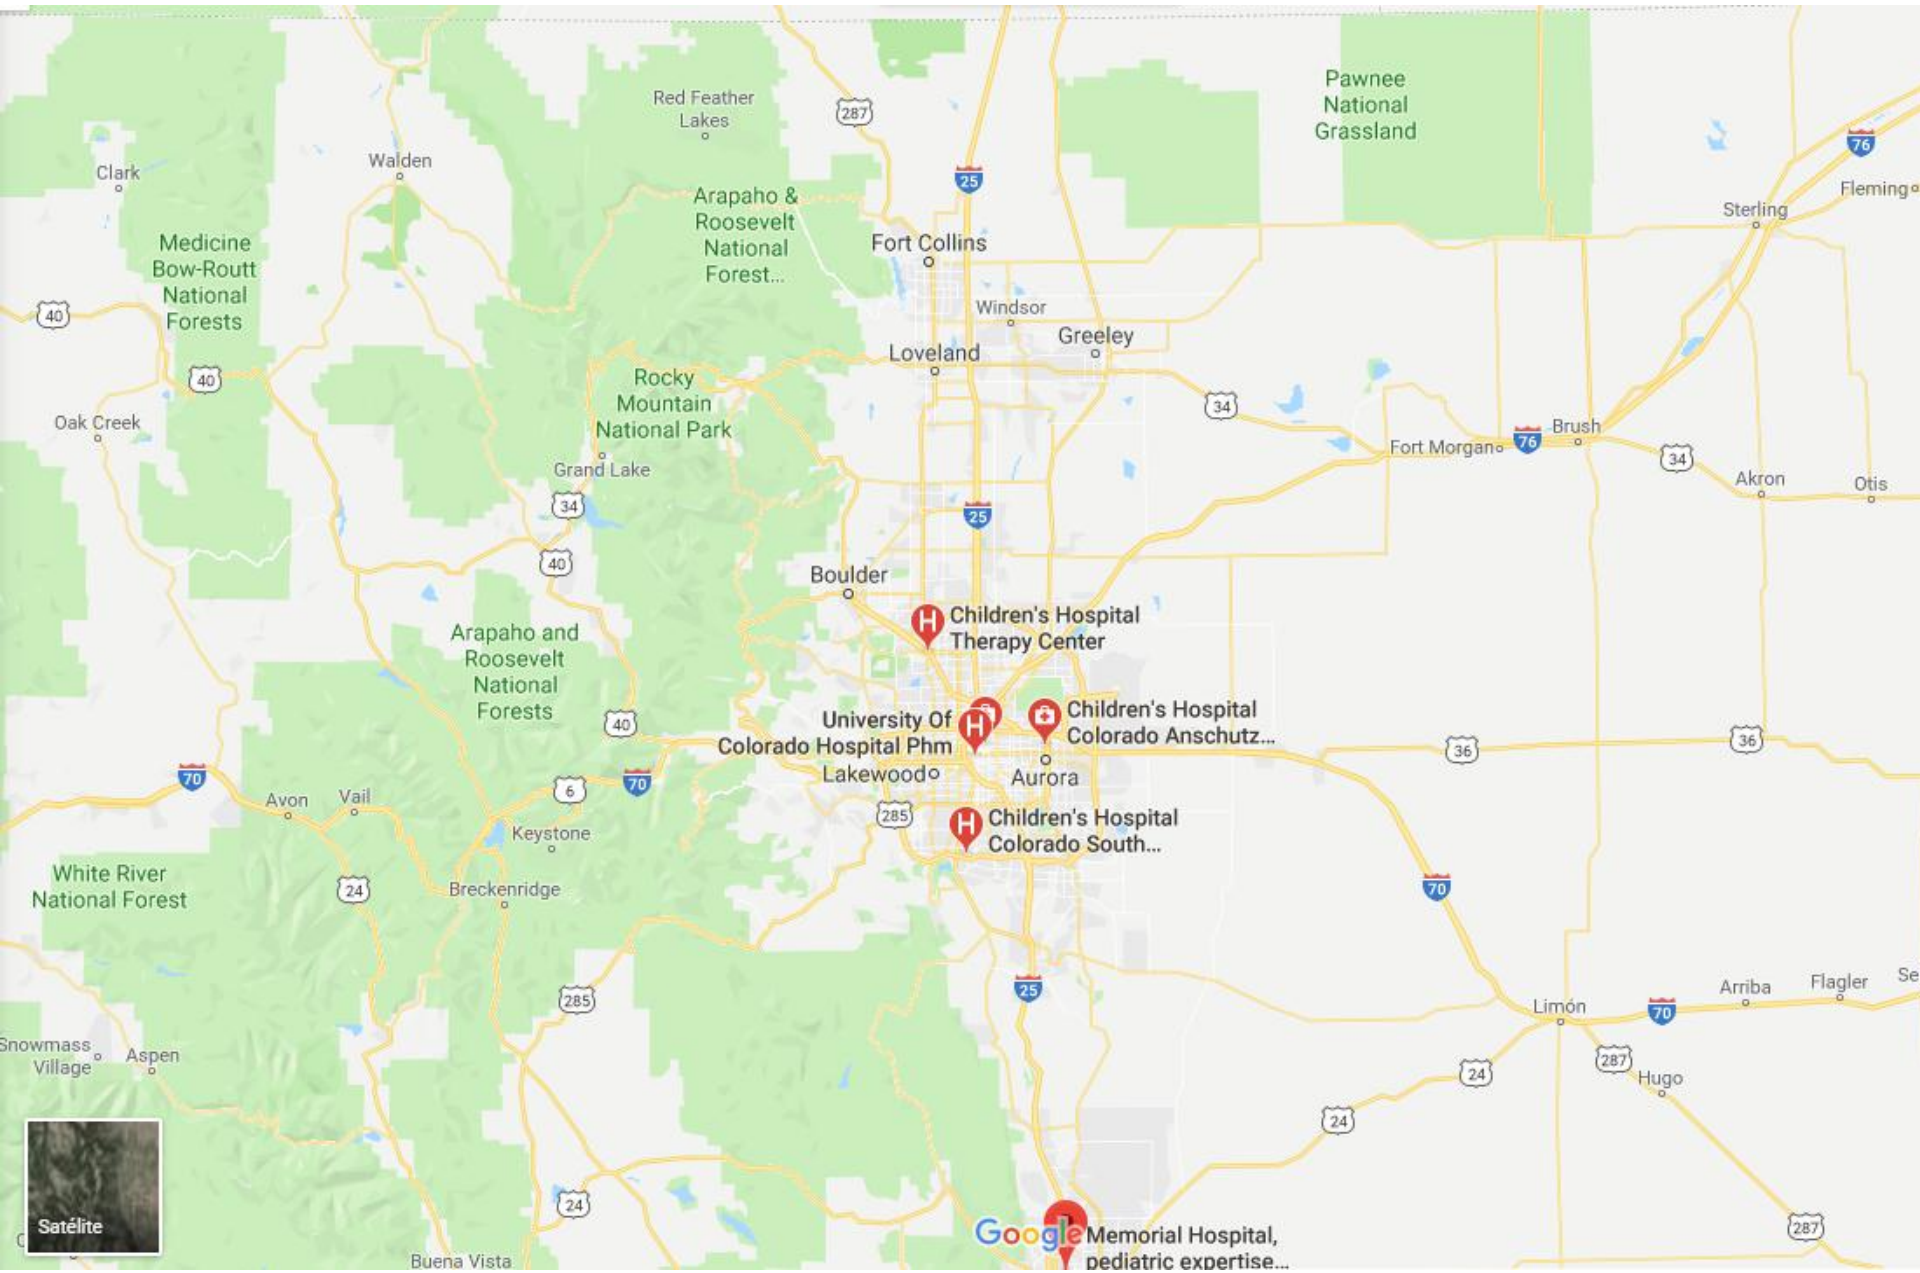 Red Feather
Lakes
287
Pawnee
National
Grassland
76
Clark
Walden
25
Fleming
Arapaho &
Roosevelt
National
Forest...
Sterling
Medicine
Bow-Routt
National
Forests
Fort Collins
40
Windsor
Greeley
Loveland
40
Rocky
Mountain
National Park
34
Oak Creek
Brush
Fort Morgan
76
34
Grand Lake
Akron
Otis
34
25
40
Boulder
Children's Hospital
Therapy Center
H
Arapaho and
Roosevelt
National
Forests
40
University Of
Colorado Hospital Phm
H
Children's Hospital
Colorado Anschutz...
36
36
Lakewood
Aurora
70
6
70
Avon
Vail
285
Keystone
H
Children's Hospital
Colorado South...
White River
National Forest
24
Breckenridge
70
285
25
Arriba
Flagler
Se
Limón
70
Snowmass
Village
Aspen
24
287
Hugo
24
Satélite
24
Google
Memorial Hospital,
pediatric expertise...
287
Buena Vista